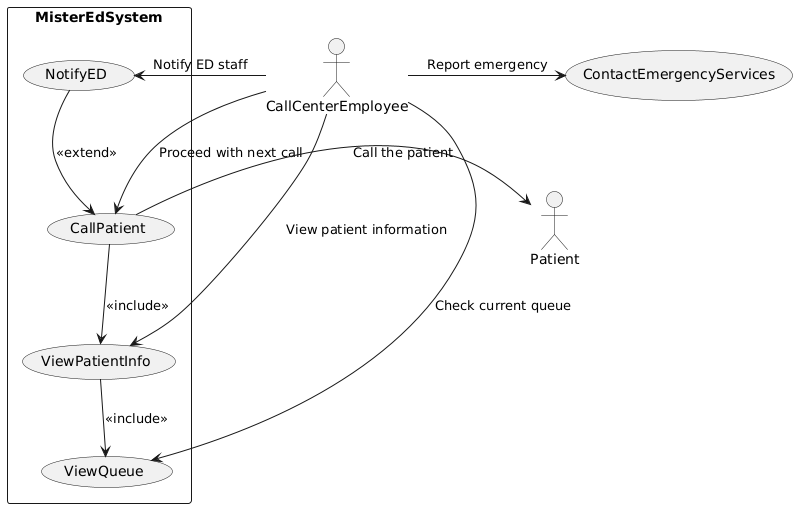 MisterEdSystem
NotifyED
Notify ED staff
CallCenterEmployee
Report emergency
ContactEmergencyServices
«extend»
Proceed with next call
Call the patient
CallPatient
View patient information
Patient
«include»
Check current queue
ViewPatientInfo
«include»
ViewQueue